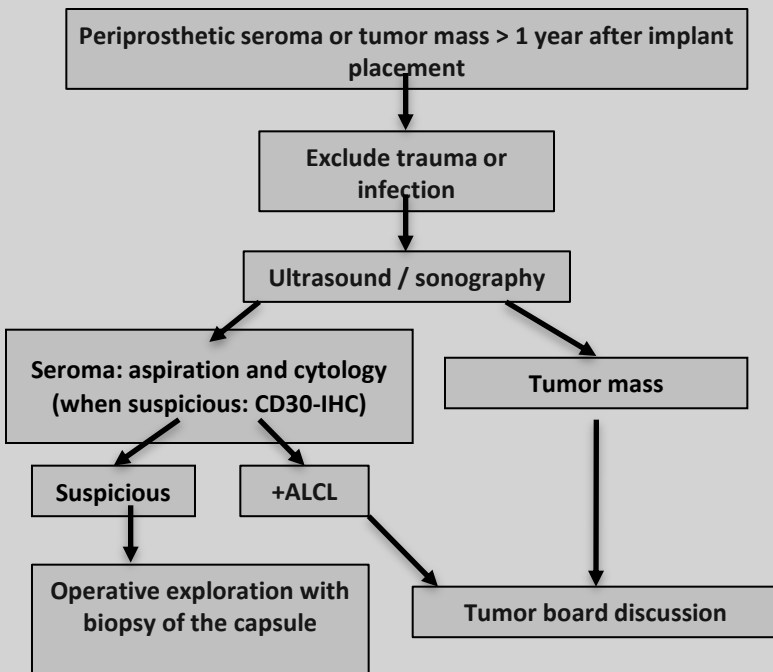 Periprosthetic seroma or tumor mass > 1 year after implant
placement
Exclude trauma or
infection
Ultrasound / sonography
Seroma: aspiration and cytology
(when suspicious: CD30-IHC)
Tumor mass
Suspicious
+ALCL
Operative exploration with
biopsy of the capsule
Tumor board discussion